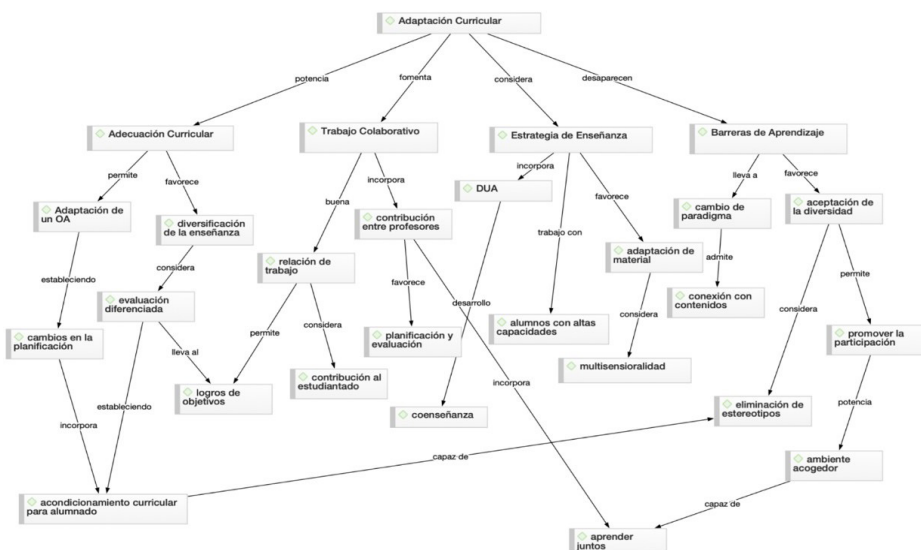 Adaptación Curricular
potencia
fomenta
considera
desaparecen
Adecuación Curricular
Trabajo Colaborativo
Estrategia de Enseñanza
Barreras de Aprendizaje
permite
favorece
buena
incorpora
incorpora
trabajo con
favorece
lleva a
favorece
DUA
Adaptación de
un OA
diversificación
de la enseñanza
contribución
entre profesores
cambio de
paradigma
aceptación de
la diversidad
estableciendo
considera
relación de
trabajo
adaptación de
material
admite
permite
evaluación
diferenciada
favorece
desarrollo
conexión con
contenidos
considera
considera
cambios en la
planificación
permite
considera
planificación y
evaluación
alumnos con altas
capacidades
promover la
participación
lleva al
multisensioralidad
logros de
objetivos
contribución al
estudiantado
incorpora
estableciendo
incorpora
coenseñanza
eliminación de
estereotipos
potencia
capaz de
ambiente
acogedor
acondicionamiento curricular
para alumnado
capaz de
aprender
juntos